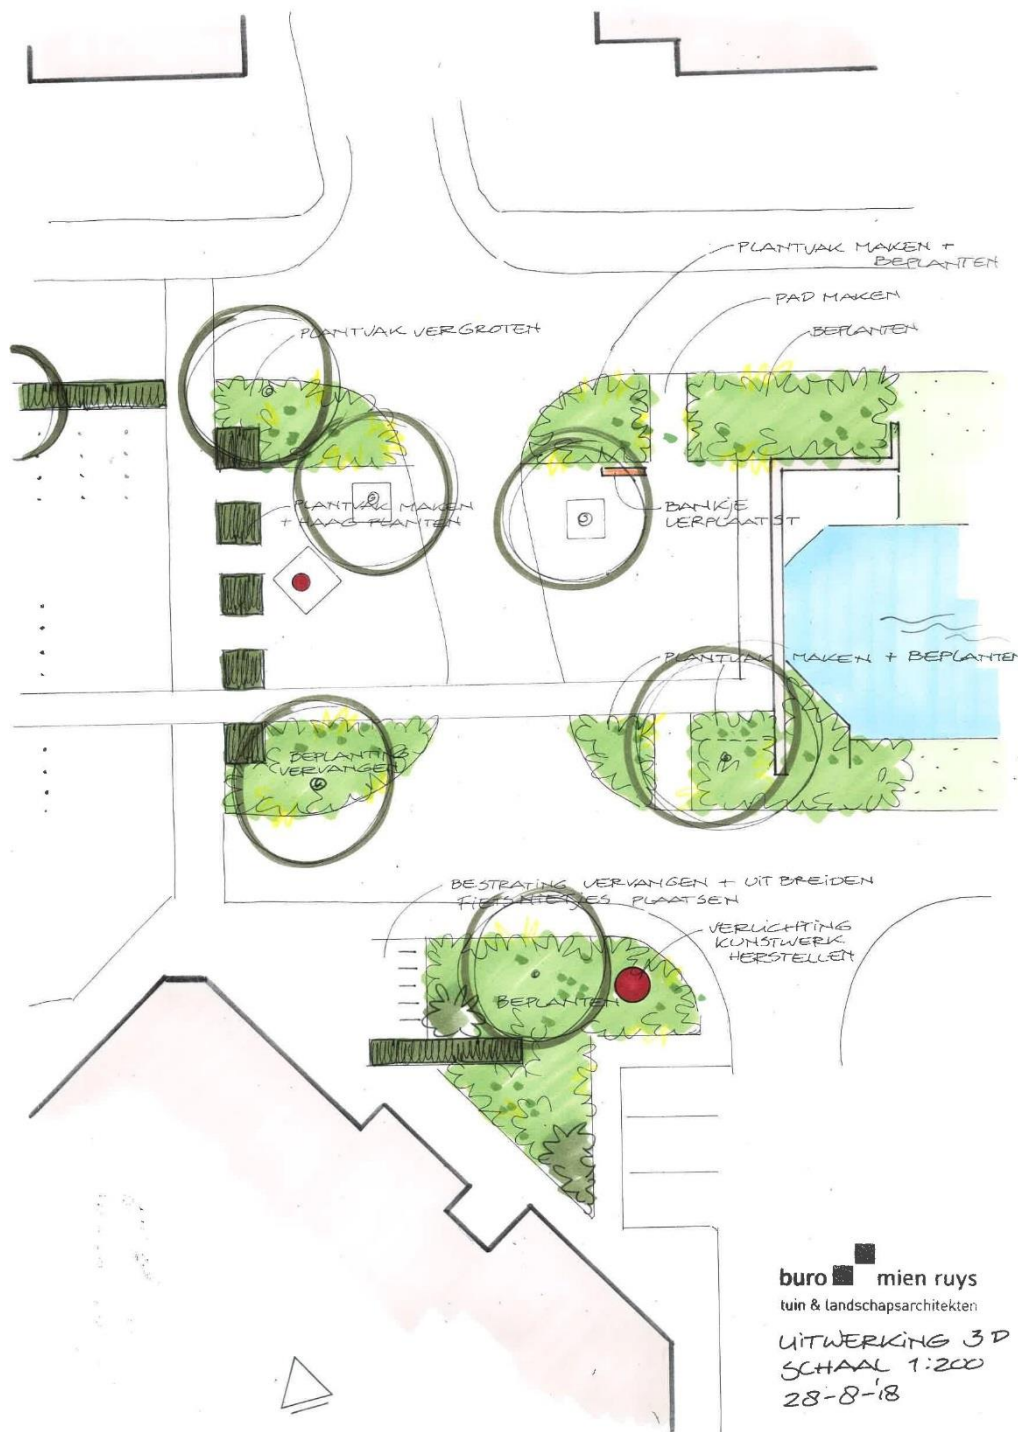 PLANTVAK MAKEN +
BEPLANTEN
PAD MAKEN
PLANTVAK VERGROTEN
BEPLANTEN
PLANTVAK MAKEN
+ HAAG PLANTEN
BANKJE
VERPLAATST
PLANTVAK MAKEN + BEPLANTEN
BEPLANTING
VERVANGEN
BESTRATING VERVANGEN + UITBREIDEN
FIETSNIETJES PLAATSEN
VERLICHTING
KUNSTWERK
HERSTELLEN
BEPLANTEN
buro mien ruys
tuin & landschapsarchitekten
UITWERKING 3D
SCHAAL 1:200
28-8-'18